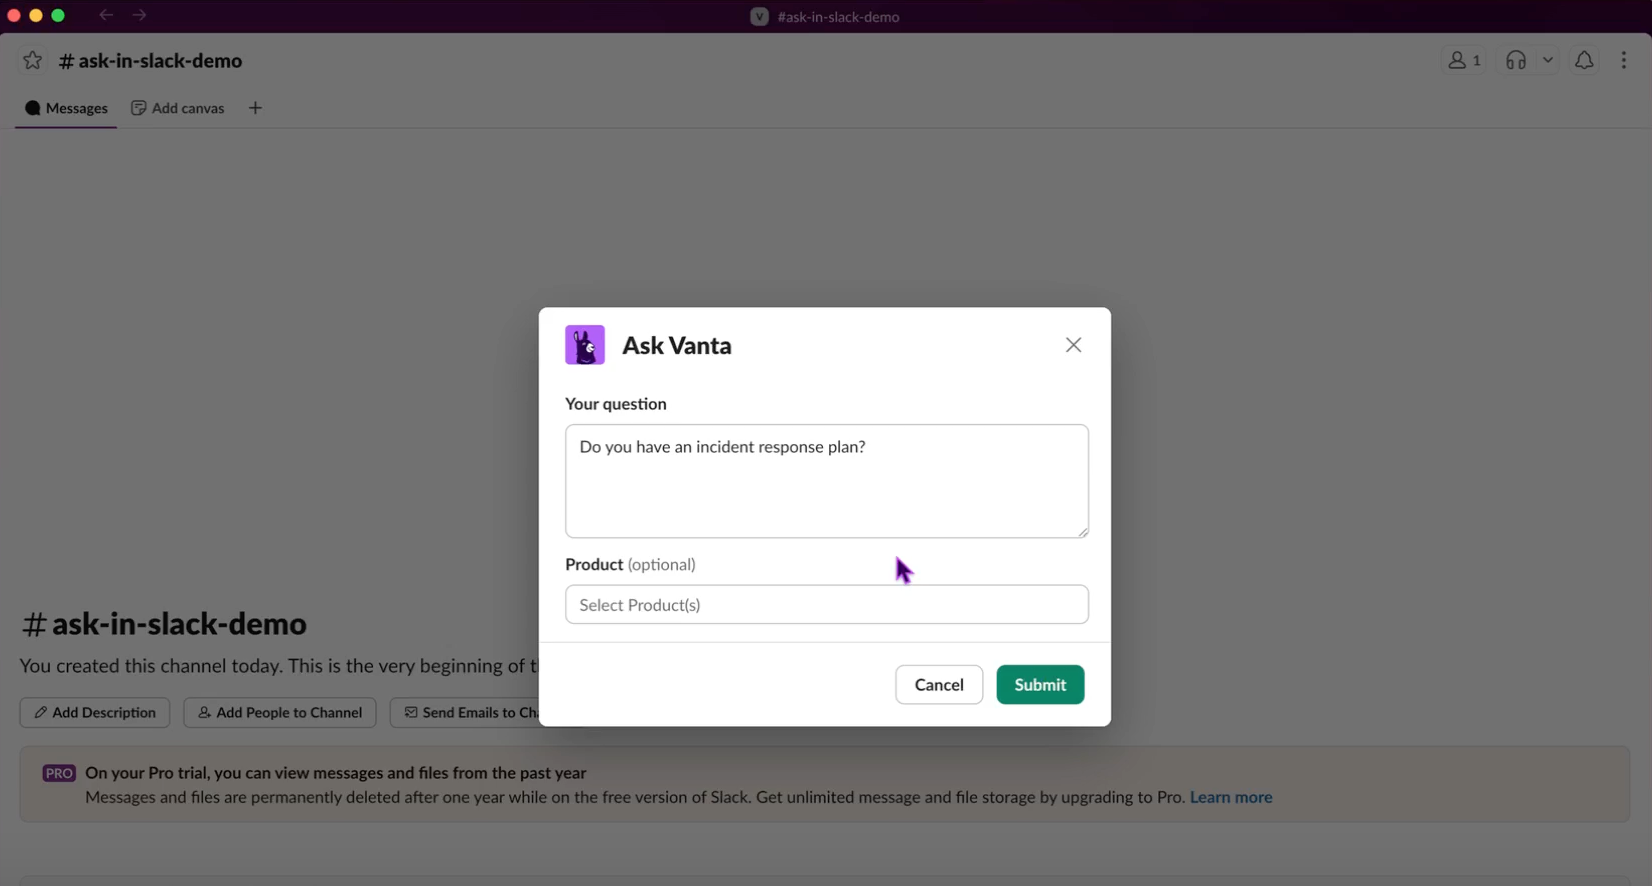 V #ask-in-slack-demo
# ask-in-slack-demo
1
Messages Add canvas +
Ask Vanta
Your question
Do you have an incident response plan?
Product (optional)
Select Product(s)
Cancel Submit
# ask-in-slack-demo
You created this channel today. This is the very beginning of
Add Description Add People to Channel Send Emails to
PRO On your Pro trial, you can view messages and files from the past year
Messages and files are permanently deleted after one year while on the free version of Slack. Get unlimited message and file storage by upgrading to Pro. Learn more